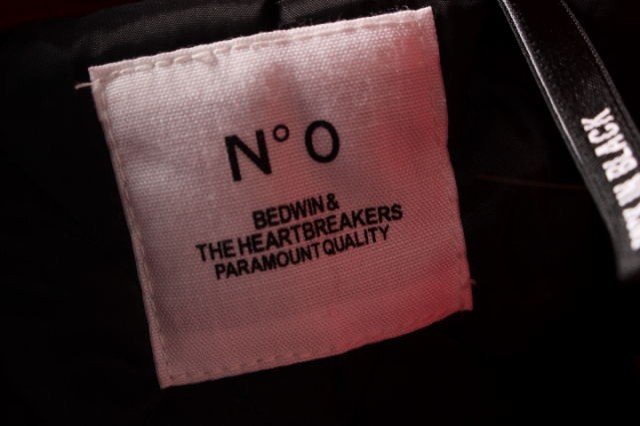 N° 0
BEDWIN &
THE HEARTBREAKERS
PARAMOUNT QUALITY
IN BLACK